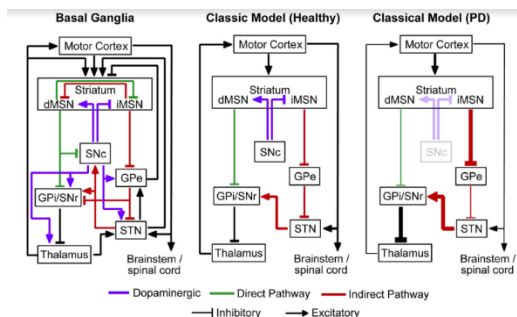 Basal Ganglia
Motor Cortex
Striatum
dMSN iMSN
SNc
GPe
GPi/SNr
STN
Thalamus
Brainstem /
spinal cord
Classic Model (Healthy)
Motor Cortex
Striatum
dMSN iMSN
SNc
GPe
GPi/SNr
STN
Thalamus
Brainstem /
spinal cord
Classical Model (PD)
Motor Cortex
Striatum
dMSN iMSN
SNc
GPe
GPi/SNr
STN
Thalamus
Brainstem /
spinal cord
Dopaminergic Direct Pathway Indirect Pathway
Inhibitory Excitatory